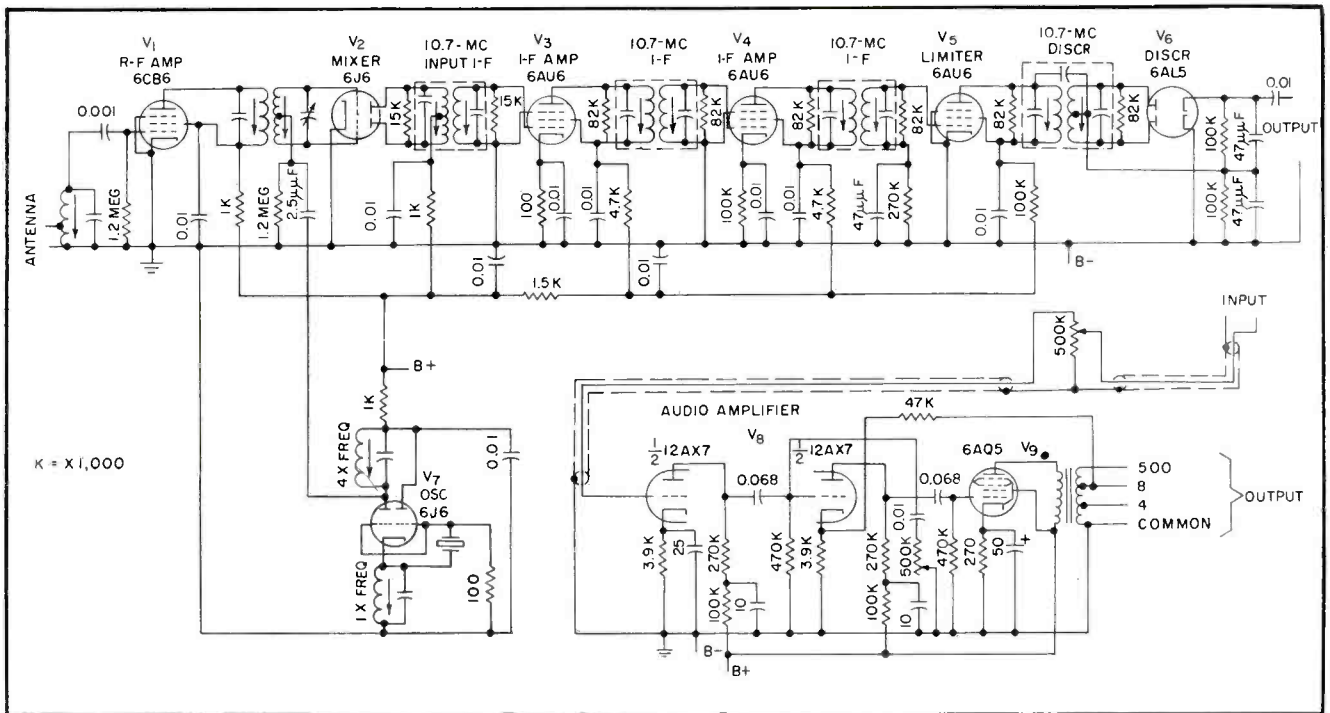 V1
R-F AMP
6CB6
V2
MIXER
6J6
10.7-MC
INPUT I-F
V3
I-F AMP
6AU6
10.7-MC
I-F
V4
I-F AMP
6AU6
10.7-MC
I-F
V5
LIMITER
6AU6
10.7-MC
DISCR
V6
DISCR
6AL5
0.001
15K
15K
82K
82K
82K
82K
82K
82K
0.01
OUTPUT
ANTENNA
1.2 MEG
0.01
1K
1.2 MEG
2.5µµF
0.01
1K
0.01
100
0.01
0.01
4.7K
0.01
100K
0.01
0.01
4.7K
47µµF
270K
0.01
100K
100K
47µµF
100K
47µµF
B-
1.5K
INPUT
500K
B+
1K
4X FREQ
V7
OSC
6J6
0.01
1X FREQ
100
K = X1,000
AUDIO AMPLIFIER
V8
47K
1/2 12AX7
0.068
1/2 12AX7
0.068
6AQ5
V9
500
8
4
COMMON
OUTPUT
3.9K
25
270K
470K
3.9K
270K
0.01
500K
470K
270
50
+
100K
10
100K
10
B-
B+